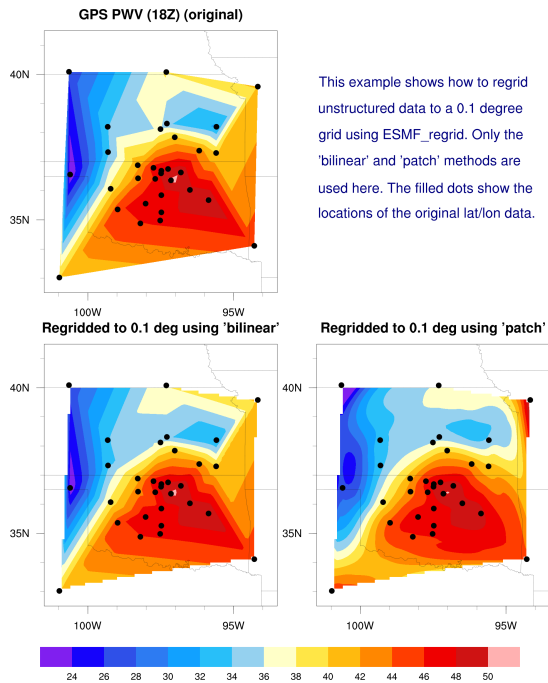 GPS PWV (18Z) (original)
40N
35N
100W
95W
This example shows how to regrid
unstructured data to a 0.1 degree
grid using ESMF_regrid. Only the
'bilinear' and 'patch' methods are
used here. The filled dots show the
locations of the original lat/lon data.
Regridded to 0.1 deg using 'bilinear'
40N
35N
100W
95W
Regridded to 0.1 deg using 'patch'
40N
35N
100W
95W
24 26 28 30 32 34 36 38 40 42 44 46 48 50